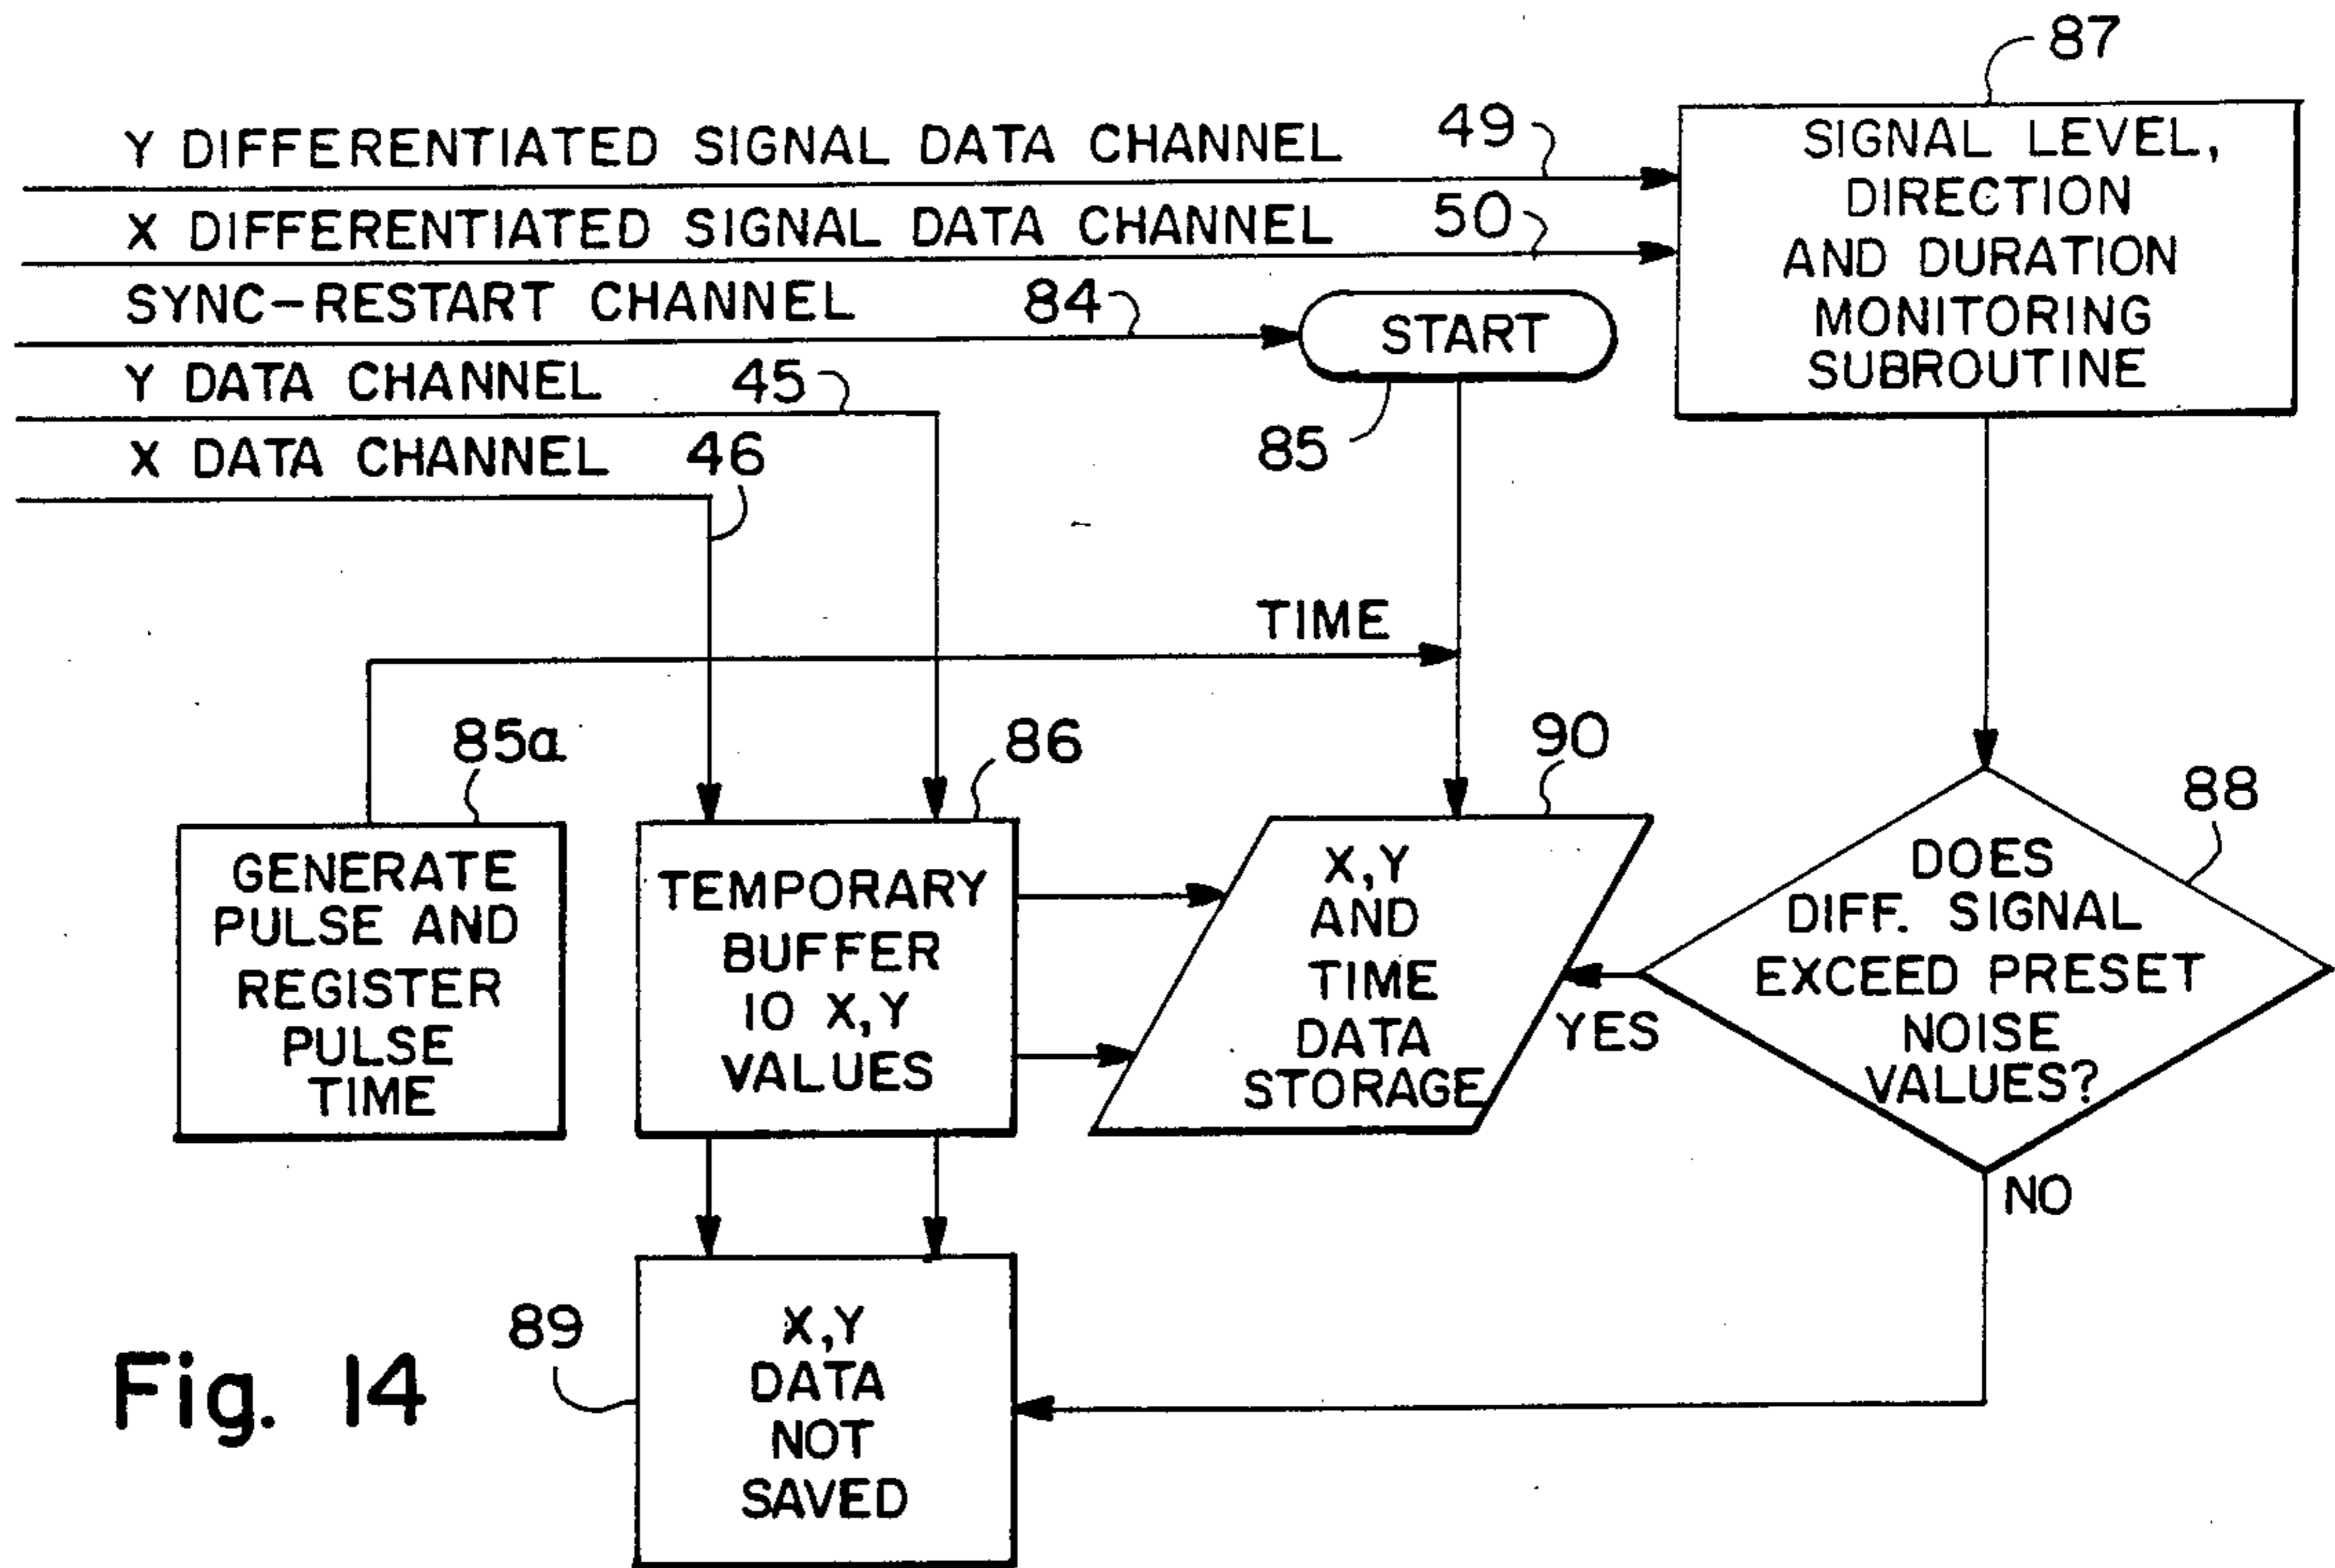 87
Y DIFFERENTIATED SIGNAL DATA CHANNEL 49
X DIFFERENTIATED SIGNAL DATA CHANNEL 50
SYNC-RESTART CHANNEL 84
Y DATA CHANNEL 45
X DATA CHANNEL 46
START
85
SIGNAL LEVEL,
DIRECTION
AND DURATION
MONITORING
SUBROUTINE
TIME
85a
86
90
88
GENERATE
PULSE AND
REGISTER
PULSE
TIME
TEMPORARY
BUFFER
10 X,Y
VALUES
X,Y
AND
TIME
DATA
STORAGE
DOES
DIFF. SIGNAL
EXCEED PRESET
NOISE
VALUES?
YES
NO
89
X,Y
DATA
NOT
SAVED
Fig. 14